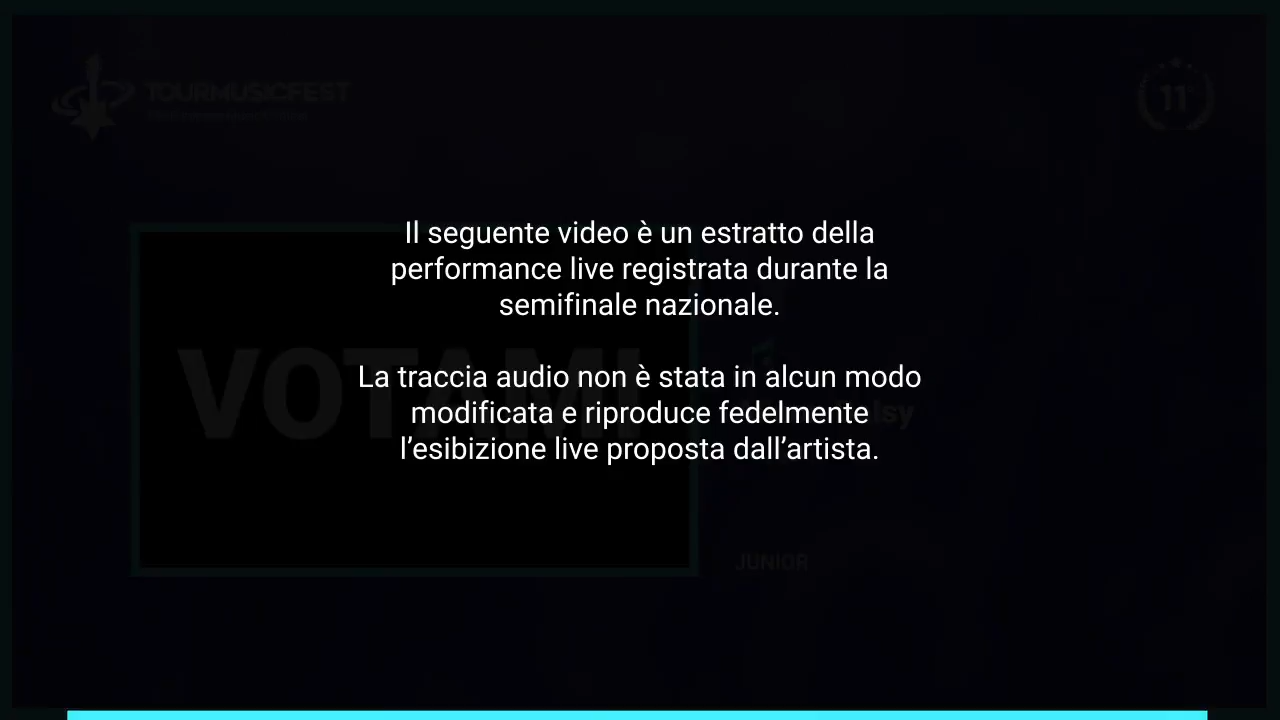 TOURMUSICFEST
11°
Il seguente video è un estratto della
performance live registrata durante la
semifinale nazionale.
VOTAMI
La traccia audio non è stata in alcun modo
modificata e riproduce fedelmente
l’esibizione live proposta dall’artista.
JUNIOR